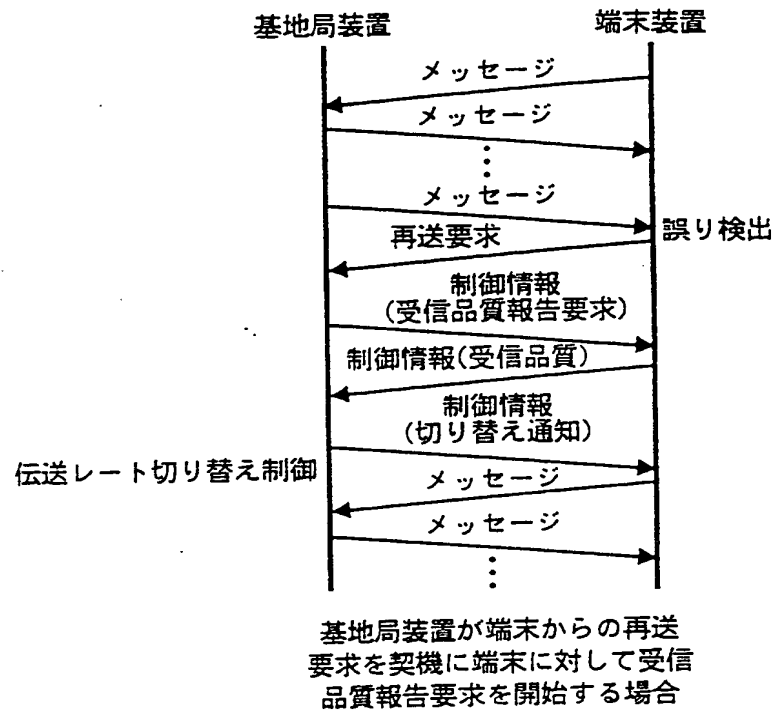 基地局装置
端末装置
メッセージ
メッセージ
メッセージ
誤り検出
再送要求
制御情報
(受信品質報告要求)
制御情報(受信品質)
制御情報
(切り替え通知)
伝送レート切り替え制御
メッセージ
メッセージ
基地局装置が端末からの再送
要求を契機に端末に対して受信
品質報告要求を開始する場合